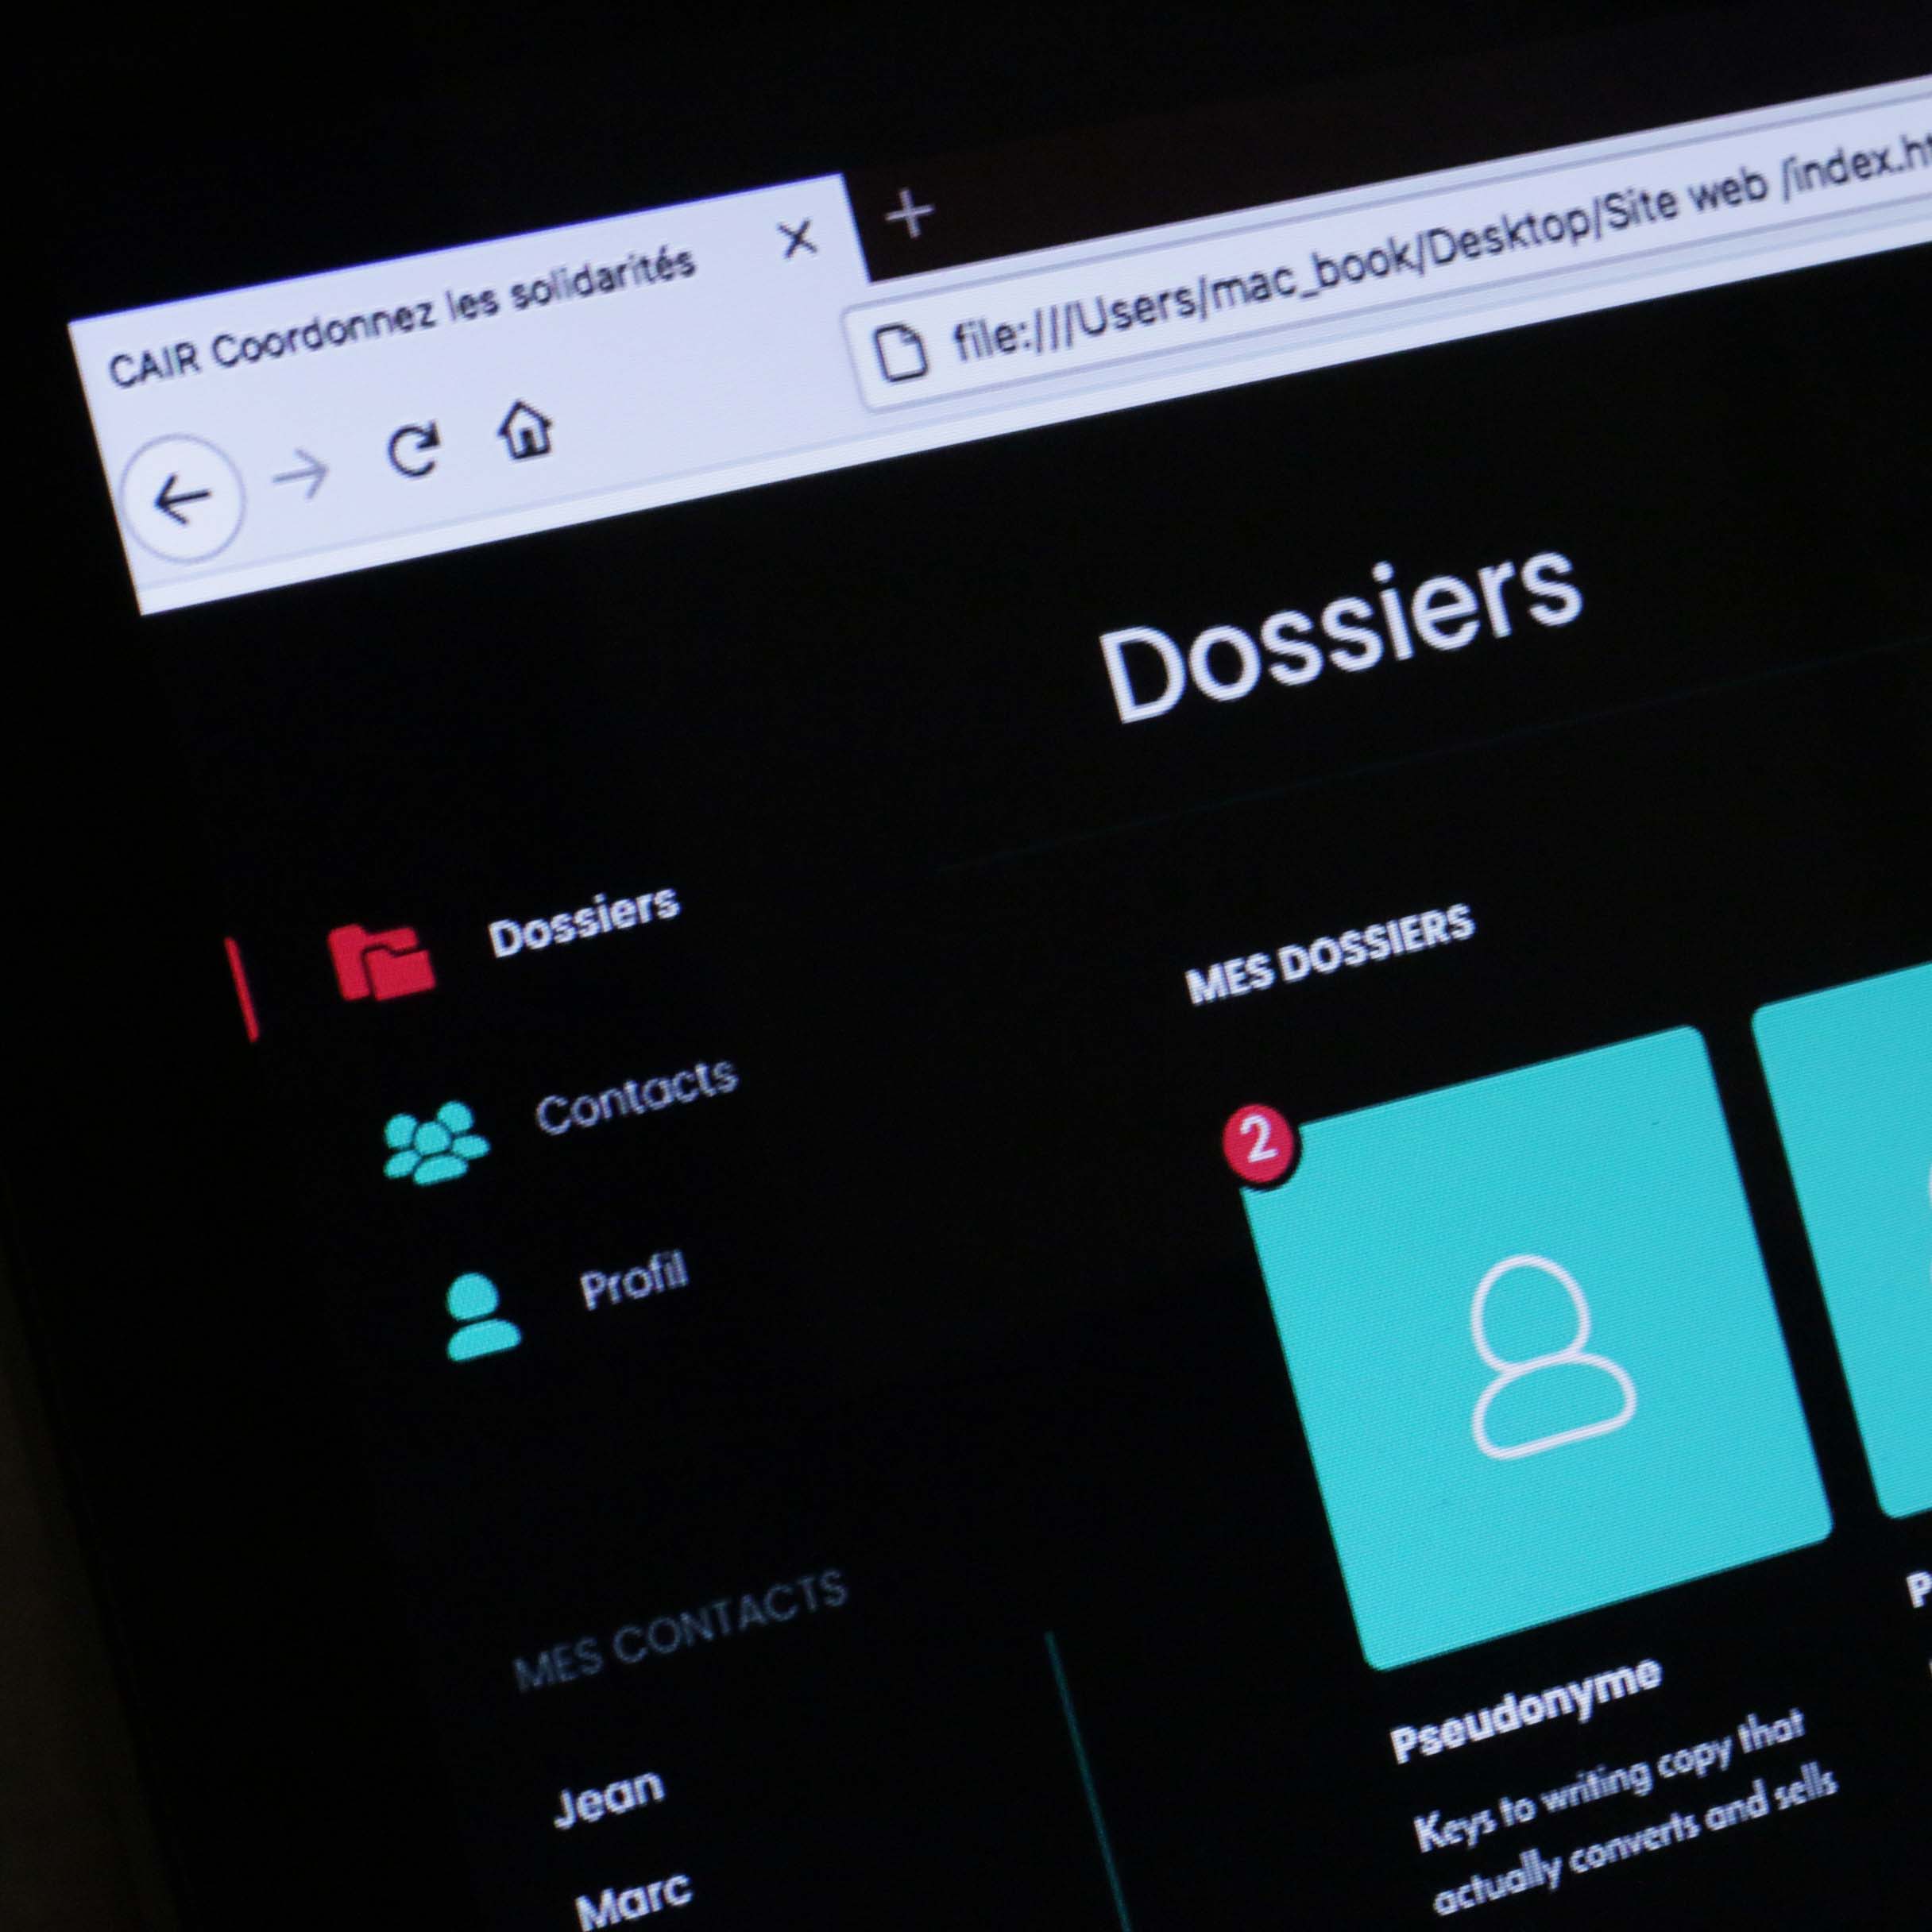 CAIR Coordonnez les solidarités
file:///Users/mac_book/Desktop/Site web /index.ht
Dossiers
Dossiers
Contacts
Profil
MES CONTACTS
Jean
Marc
MES DOSSIERS
2
Pseudonyme
Keys to writing copy that
actually converts and sells
P